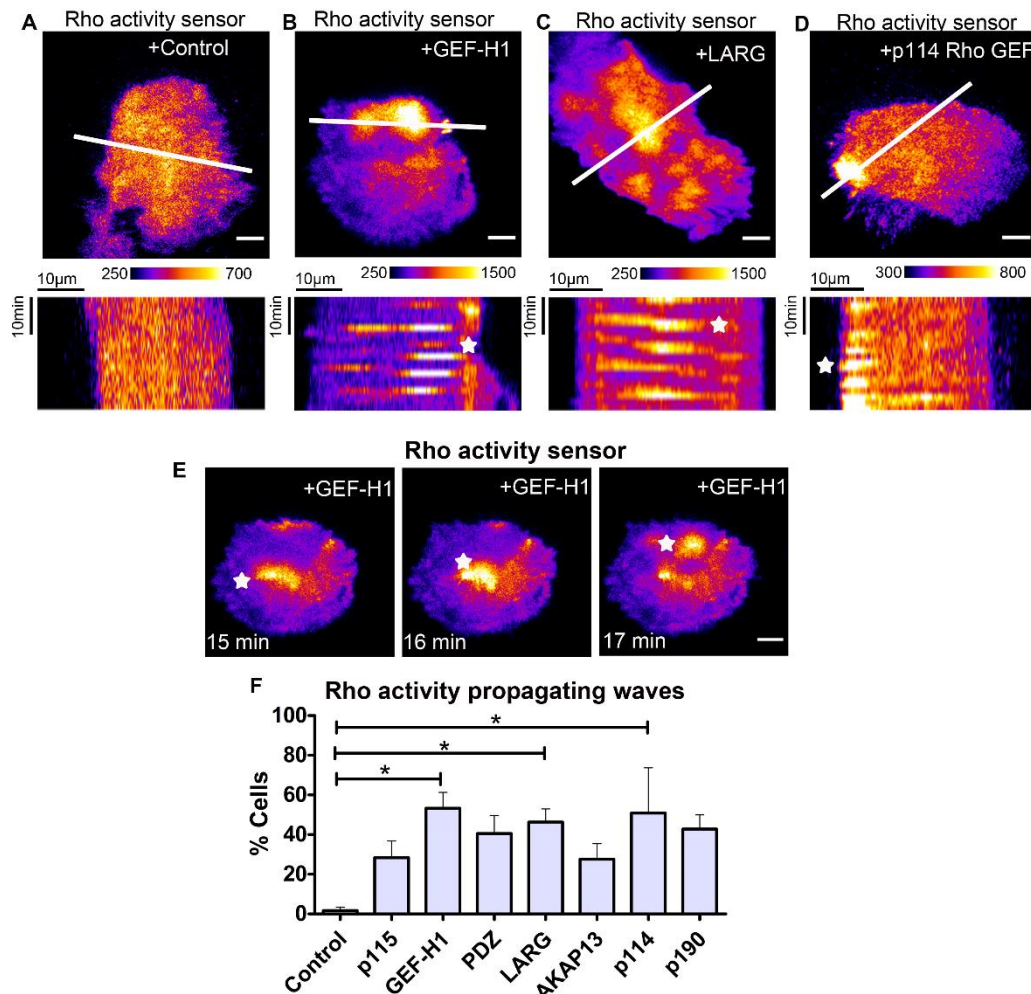 A Rho activity sensor
+Control
B Rho activity sensor
+GEF-H1
C Rho activity sensor
+LARG
D Rho activity sensor
+p114 Rho GEF
10µm 250 700
250 1500
250 1500
300 800
10min
10min
10min
10min
Rho activity sensor
E
+GEF-H1
+GEF-H1
+GEF-H1
15 min
16 min
17 min
F Rho activity propagating waves
% Cells
100
80
60
40
20
0
*
*
*
Control
p115
GEF-H1
PDZ
LARG
AKAP13
p114
p190